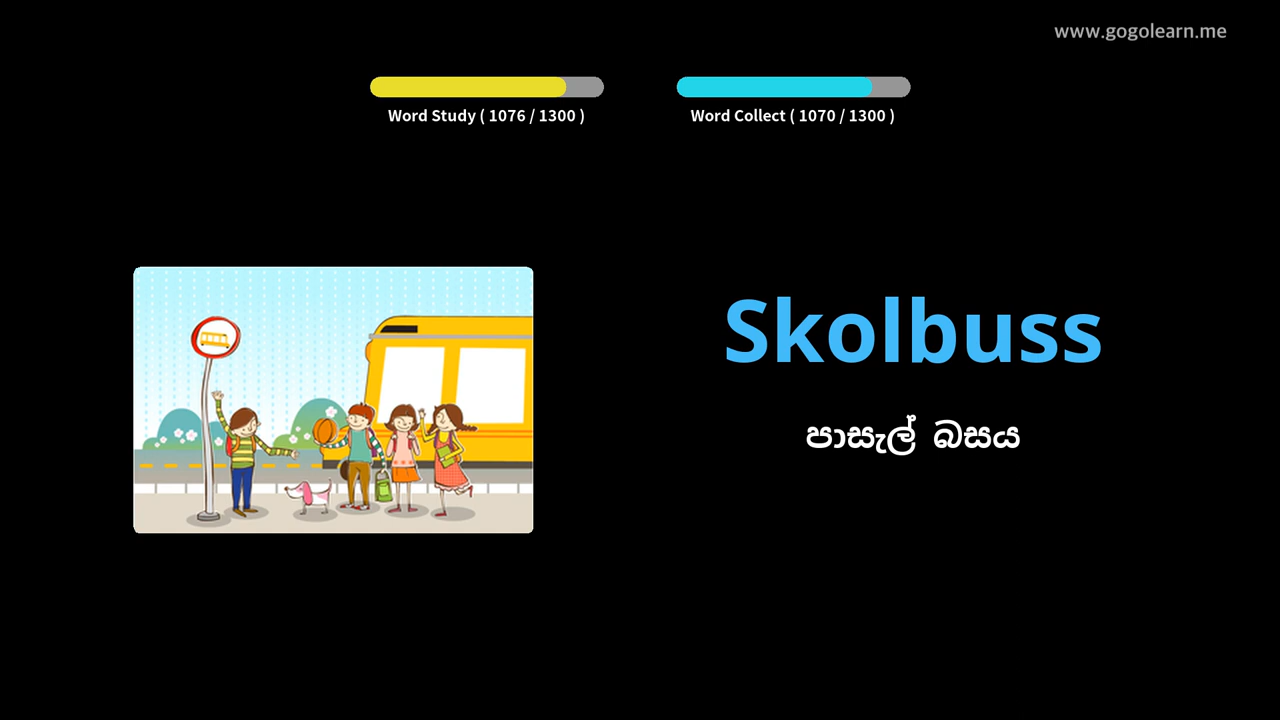 www.gogolearn.me
Word Study ( 1076 / 1300 )
Word Collect ( 1070 / 1300 )
Skolbuss
පාසැල් බසය